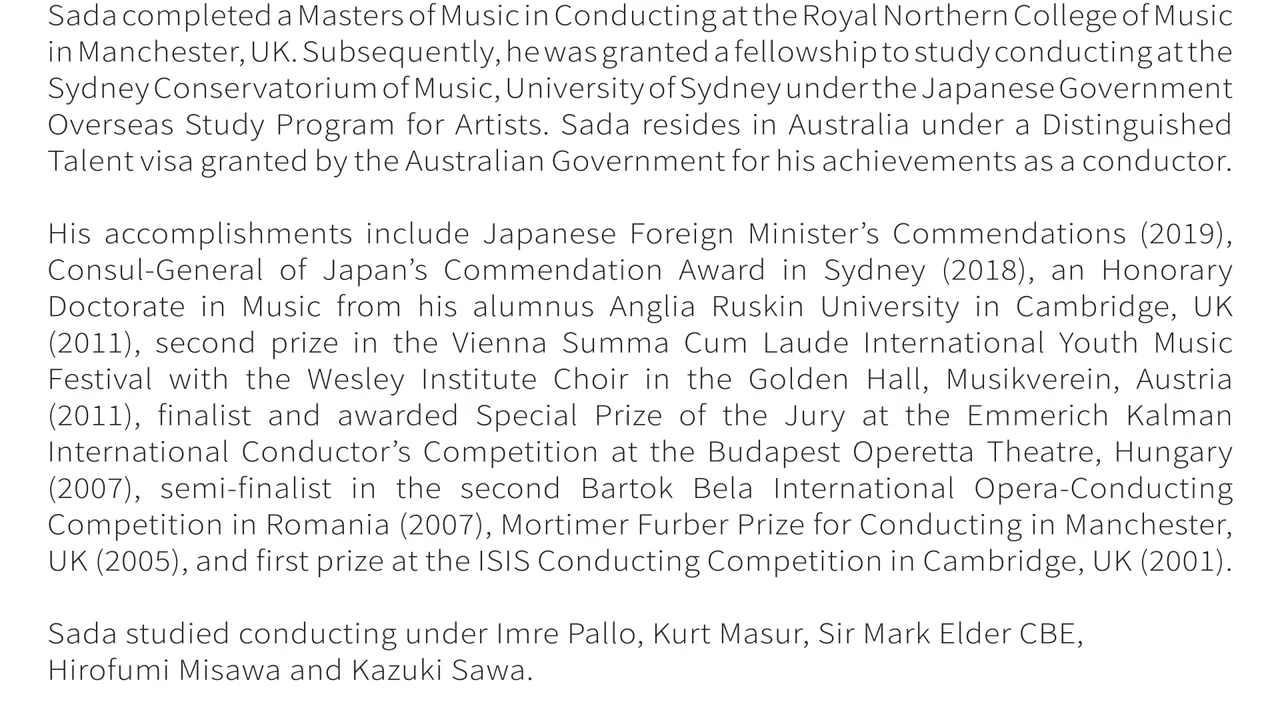 Sada completed a Masters of Music in Conducting at the Royal Northern College of Music
in Manchester, UK. Subsequently, he was granted a fellowship to study conducting at the
Sydney Conservatorium of Music, University of Sydney under the Japanese Government
Overseas Study Program for Artists. Sada resides in Australia under a Distinguished
Talent visa granted by the Australian Government for his achievements as a conductor.
His accomplishments include Japanese Foreign Minister’s Commendations (2019),
Consul-General of Japan’s Commendation Award in Sydney (2018), an Honorary
Doctorate in Music from his alumnus Anglia Ruskin University in Cambridge, UK
(2011), second prize in the Vienna Summa Cum Laude International Youth Music
Festival with the Wesley Institute Choir in the Golden Hall, Musikverein, Austria
(2011), finalist and awarded Special Prize of the Jury at the Emmerich Kalman
International Conductor’s Competition at the Budapest Operetta Theatre, Hungary
(2007), semi-finalist in the second Bartok Bela International Opera-Conducting
Competition in Romania (2007), Mortimer Furber Prize for Conducting in Manchester,
UK (2005), and first prize at the ISIS Conducting Competition in Cambridge, UK (2001).
Sada studied conducting under Imre Pallo, Kurt Masur, Sir Mark Elder CBE,
Hirofumi Misawa and Kazuki Sawa.